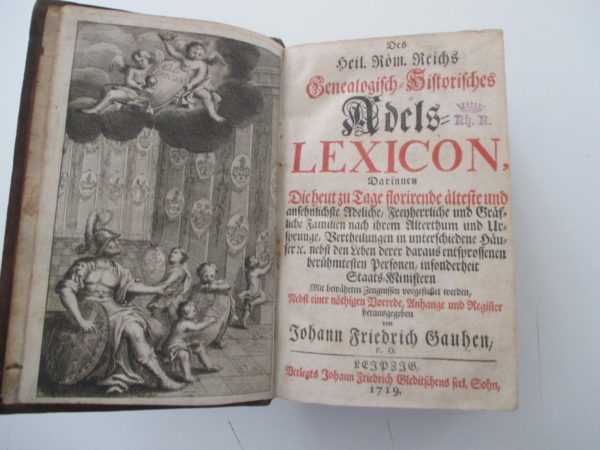 Des
Heil. Röm. Reichs
Genealogisch-Historisches
Adels-
LEXICON,
Darinnen
Die heut zu Tage florirende älteste und
ansehnlichste Adeliche, Freyherrliche und Gräf-
liche Familien nach ihrem Alterthum und Ur-
sprunge, Vertheilungen in unterschiedene Häu-
ser ꝛc. nebst den Leben derer daraus entsprossenen
berühmtesten Personen, insonderheit
Staats-Ministern
Mit bewährten Zeugnissen vorgestellet werden,
Nebst einer nöthigen Vorrede, Anhange und Register
herausgegeben
von
Johann Friedrich Gauhen,
P. O.
LEIPZIG,
Verlegts Johann Friedrich Gleditschens seel. Sohn,
1719.